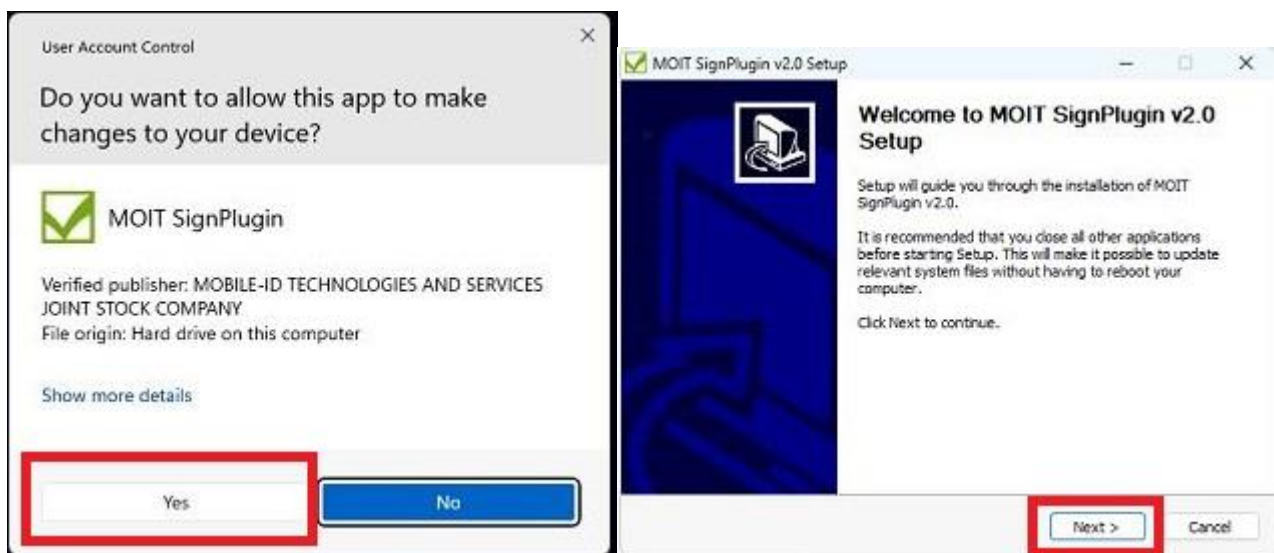 User Account Control
Do you want to allow this app to make
changes to your device?
MOIT SignPlugin
Verified publisher: MOBILE-ID TECHNOLOGIES AND SERVICES
JOINT STOCK COMPANY
File origin: Hard drive on this computer
Show more details
Yes
No
MOIT SignPlugin v2.0 Setup
Welcome to MOIT SignPlugin v2.0
Setup
Setup will guide you through the installation of MOIT
SignPlugin v2.0.
It is recommended that you close all other applications
before starting Setup. This will make it possible to update
relevant system files without having to reboot your
computer.
Click Next to continue.
Next >
Cancel